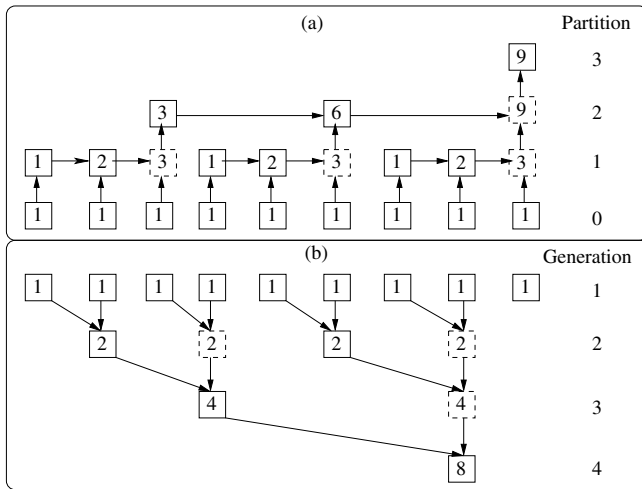 (a) Partition
9 3
3 6 9 2
1 2 3 1 2 3 1 2 3 1
1 1 1 1 1 1 1 1 1 0
(b) Generation
1 1 1 1 1 1 1 1 1 1
2 2 2 2 2
4 4 3
8 4